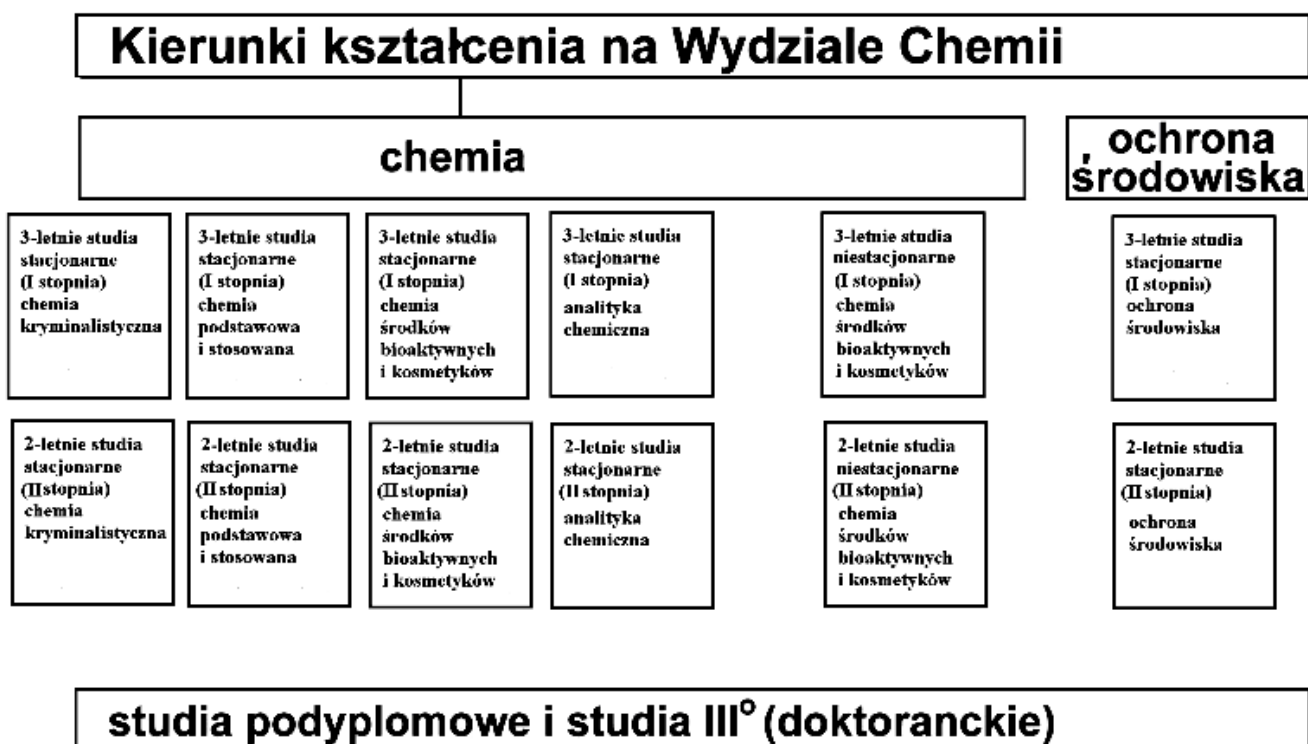 Kierunki kształcenia na Wydziale Chemii
chemia
ochrona
środowiska
3-letnie studia
stacjonarne
(I stopnia)
chemia
kryminalistyczna
3-letnie studia
stacjonarne
(I stopnia)
chemia
podstawowa
i stosowana
3-letnie studia
stacjonarne
(I stopnia)
chemia
środków
bioaktywnych
i kosmetyków
3-letnie studia
stacjonarne
(I stopnia)
analityka
chemiczna
3-letnie studia
niestacjonarne
(I stopnia)
chemia
środków
bioaktywnych
i kosmetyków
3-letnie studia
stacjonarne
(I stopnia)
ochrona
środowiska
2-letnie studia
stacjonarne
(II stopnia)
chemia
kryminalistyczna
2-letnie studia
stacjonarne
(II stopnia)
chemia
podstawowa
i stosowana
2-letnie studia
stacjonarne
(II stopnia)
chemia
środków
bioaktywnych
i kosmetyków
2-letnie studia
stacjonarne
(II stopnia)
analityka
chemiczna
2-letnie studia
niestacjonarne
(II stopnia)
chemia
środków
bioaktywnych
i kosmetyków
2-letnie studia
stacjonarne
(II stopnia)
ochrona
środowiska
studia podyplomowe i studia III° (doktoranckie)